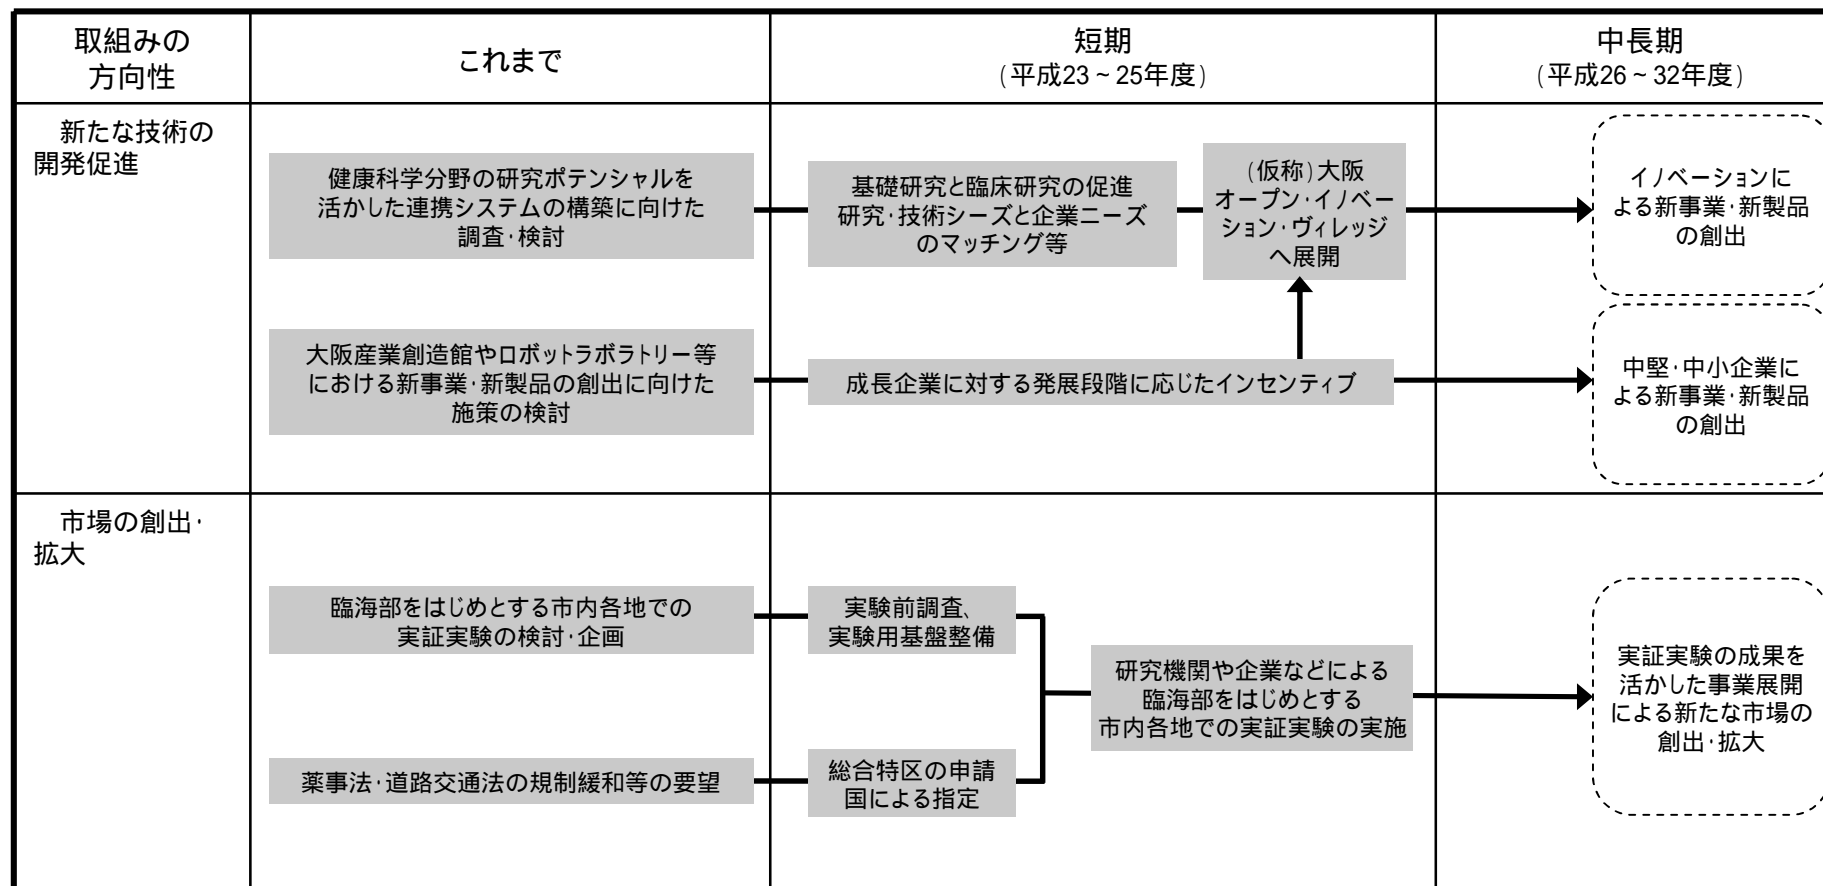 取組みの
方向性
これまで
短期
(平成23~25年度)
中長期
(平成26~32年度)
新たな技術の
開発促進
健康科学分野の研究ポテンシャルを
活かした連携システムの構築に向けた
調査・検討
基礎研究と臨床研究の促進
研究・技術シーズと企業ニーズ
のマッチング等
(仮称)大阪
オープン・イノベー
ション・ヴィレッジ
へ展開
イノベーションに
よる新事業・新製品
の創出
大阪産業創造館やロボットラボラトリー等
における新事業・新製品の創出に向けた
施策の検討
成長企業に対する発展段階に応じたインセンティブ
中堅・中小企業に
よる新事業・新製品
の創出
市場の創出・
拡大
臨海部をはじめとする市内各地での
実証実験の検討・企画
実験前調査、
実験用基盤整備
薬事法・道路交通法の規制緩和等の要望
総合特区の申請
国による指定
研究機関や企業などによる
臨海部をはじめとする
市内各地での実証実験の実施
実証実験の成果を
活かした事業展開
による新たな市場の
創出・拡大